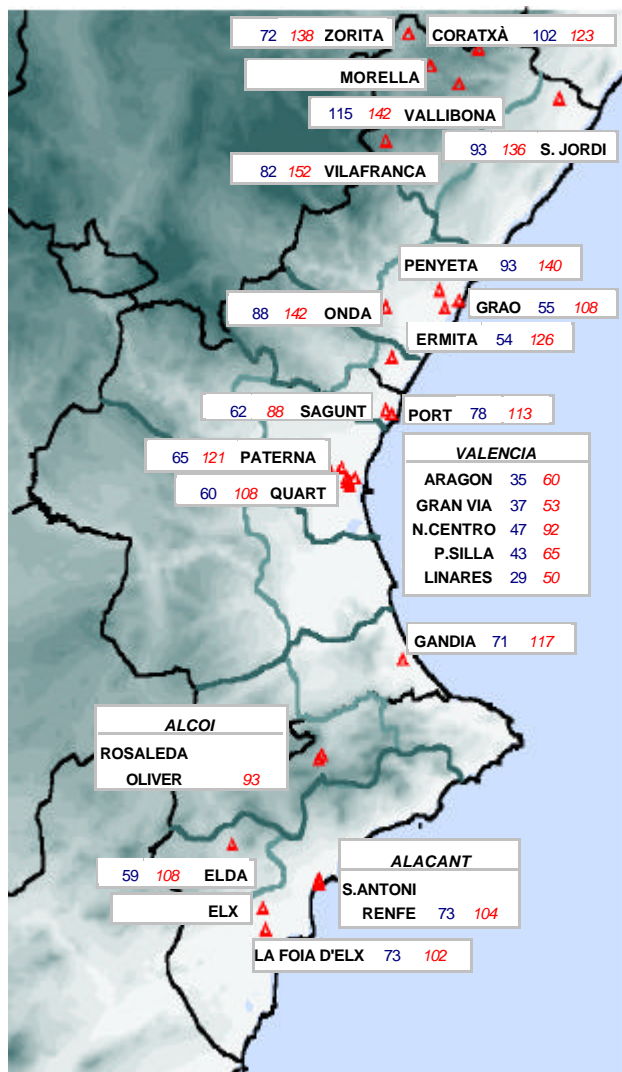 72 138 ZORITA
CORATXÀ 102 123
MORELLA
115 142 VALLIBONA
93 136 S. JORDI
82 152 VILAFRANCA
PENYETA 93 140
88 142 ONDA
GRAO 55 108
ERMITA 54 126
62 88 SAGUNT
PORT 78 113
65 121 PATERNA
60 108 QUART
VALENCIA
ARAGON 35 60
GRAN VIA 37 53
N.CENTRO 47 92
P.SILLA 43 65
LINARES 29 50
GANDIA 71 117
ALCOI
ROSALEDA
OLIVER 93
59 108 ELDA
ELX
ALACANT
S.ANTONI
RENFE 73 104
LA FOIA D'ELX 73 102